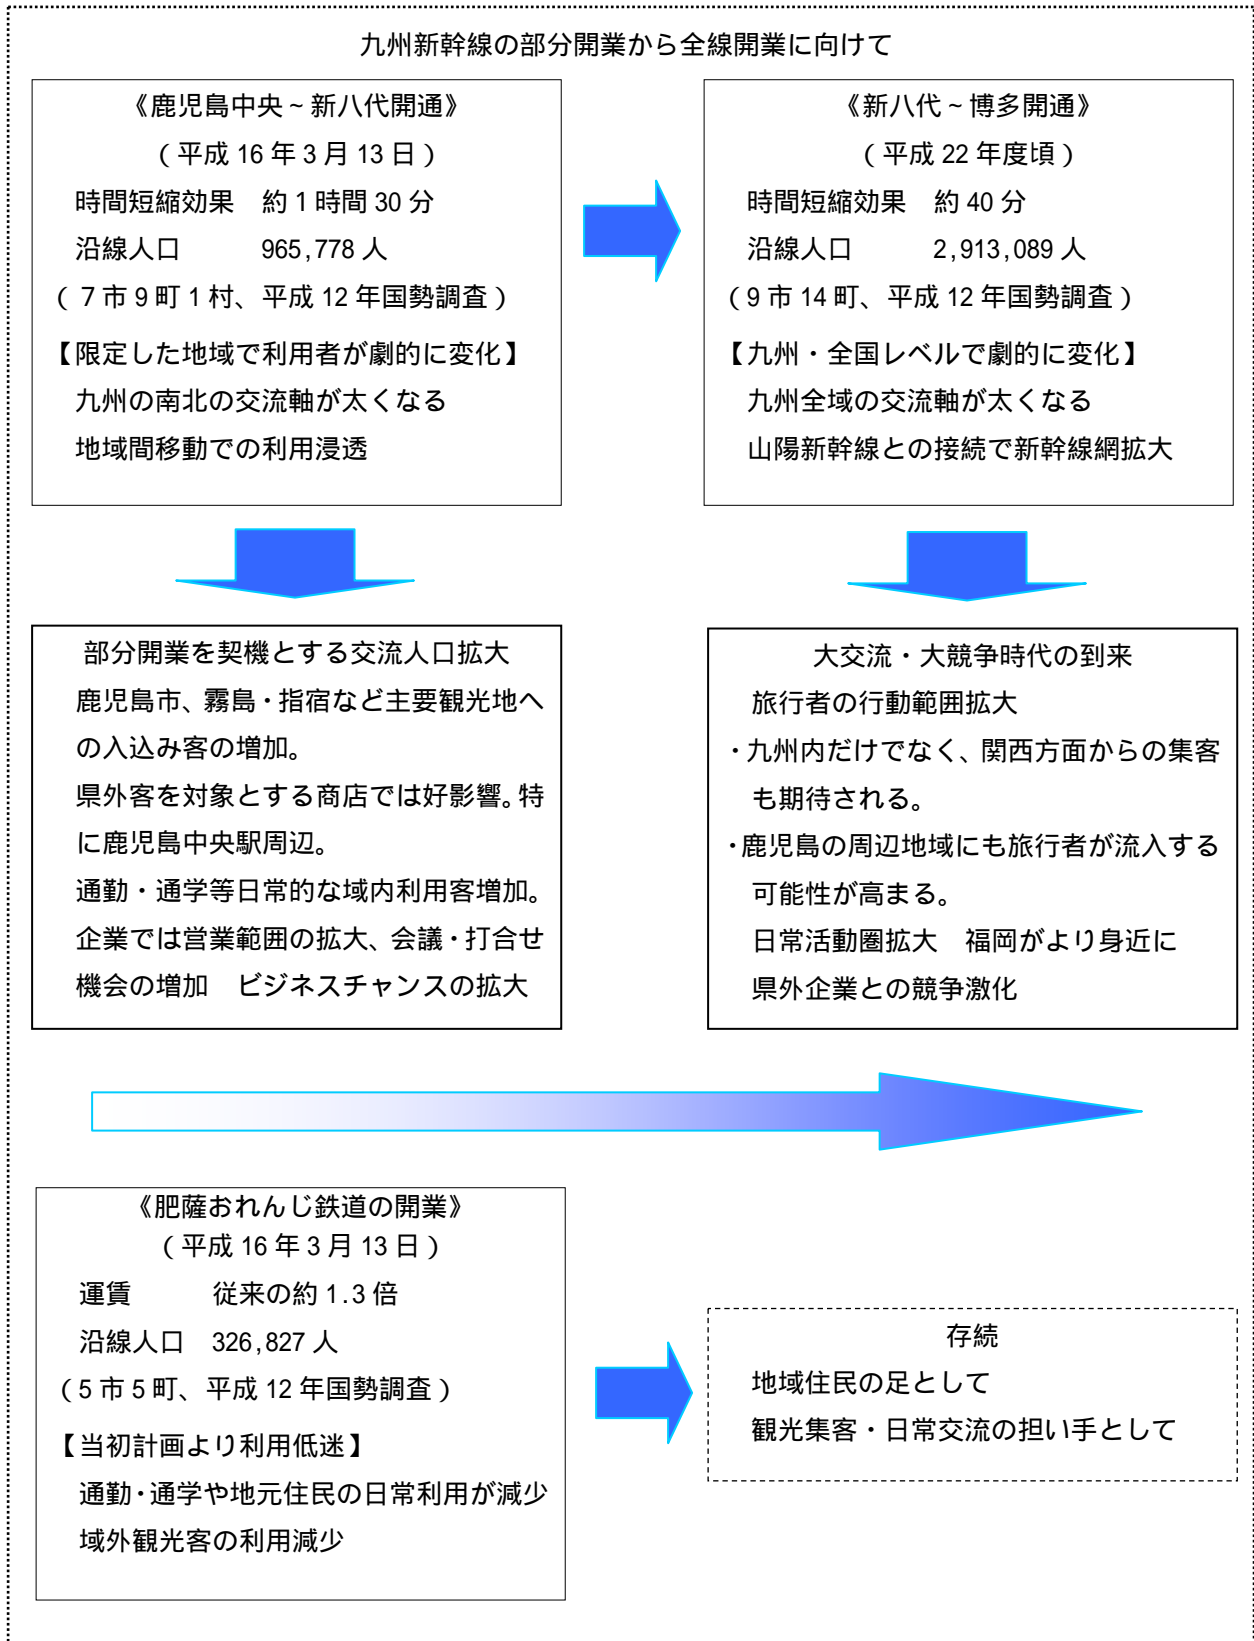 九州新幹線の部分開業から全線開業に向けて
《鹿児島中央~新八代開通》
(平成 16 年 3 月 13 日)
時間短縮効果 約 1 時間 30 分
沿線人口 965,778 人
(7 市 9 町 1 村、平成 12 年国勢調査)
【限定した地域で利用者が劇的に変化】
九州の南北の交流軸が太くなる
地域間移動での利用浸透
《新八代~博多開通》
(平成 22 年度頃)
時間短縮効果 約 40 分
沿線人口 2,913,089 人
(9 市 14 町、平成 12 年国勢調査)
【九州・全国レベルで劇的に変化】
九州全域の交流軸が太くなる
山陽新幹線との接続で新幹線網拡大
部分開業を契機とする交流人口拡大
鹿児島市、霧島・指宿など主要観光地へ
の入込み客の増加。
県外客を対象とする商店では好影響。特
に鹿児島中央駅周辺。
通勤・通学等日常的な域内利用客増加。
企業では営業範囲の拡大、会議・打合せ
機会の増加 ビジネスチャンスの拡大
大交流・大競争時代の到来
旅行者の行動範囲拡大
・九州内だけでなく、関西方面からの集客
も期待される。
・鹿児島の周辺地域にも旅行者が流入する
可能性が高まる。
日常活動圏拡大 福岡がより身近に
県外企業との競争激化
《肥薩おれんじ鉄道の開業》
(平成 16 年 3 月 13 日)
運賃 従来の約 1.3 倍
沿線人口 326,827 人
(5 市 5 町、平成 12 年国勢調査)
【当初計画より利用低迷】
通勤・通学や地元住民の日常利用が減少
域外観光客の利用減少
存続
地域住民の足として
観光集客・日常交流の担い手として